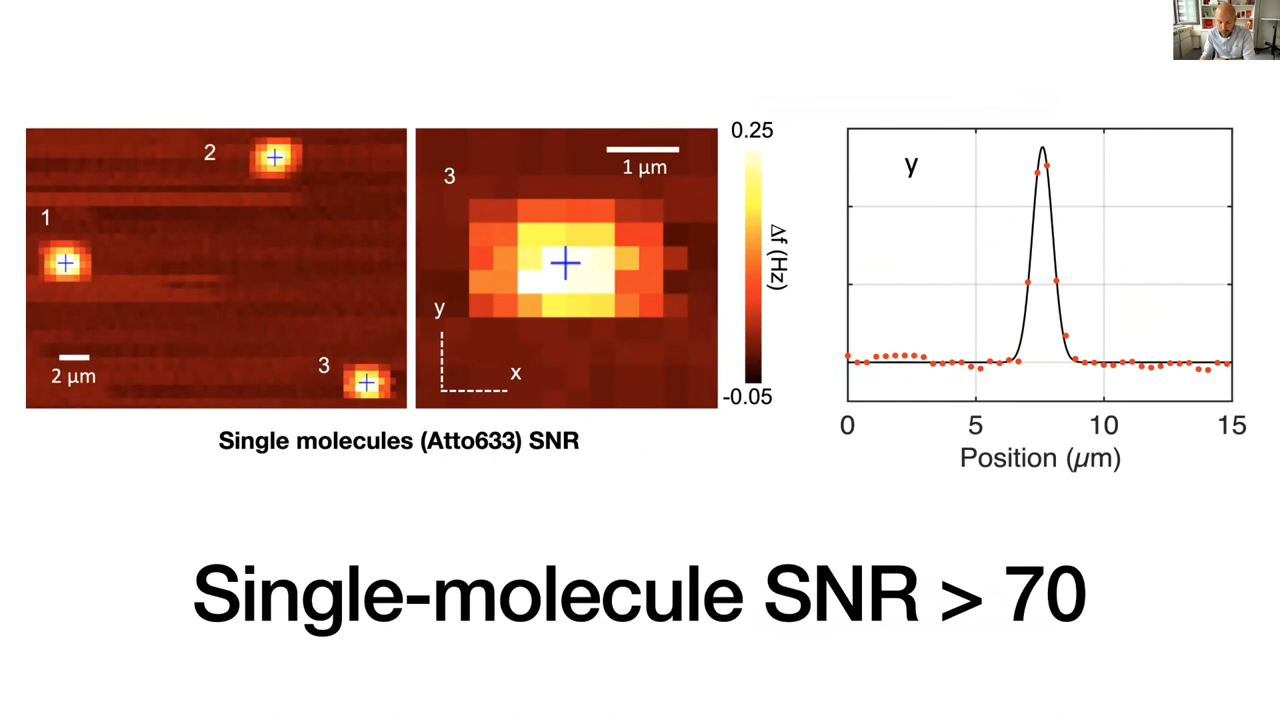 2
1
3
2 μm
3
1 μm
y
x
0.25
Δf (Hz)
-0.05
Single molecules (Atto633) SNR
y
0 5 10 15
Position (μm)
Single-molecule SNR > 70